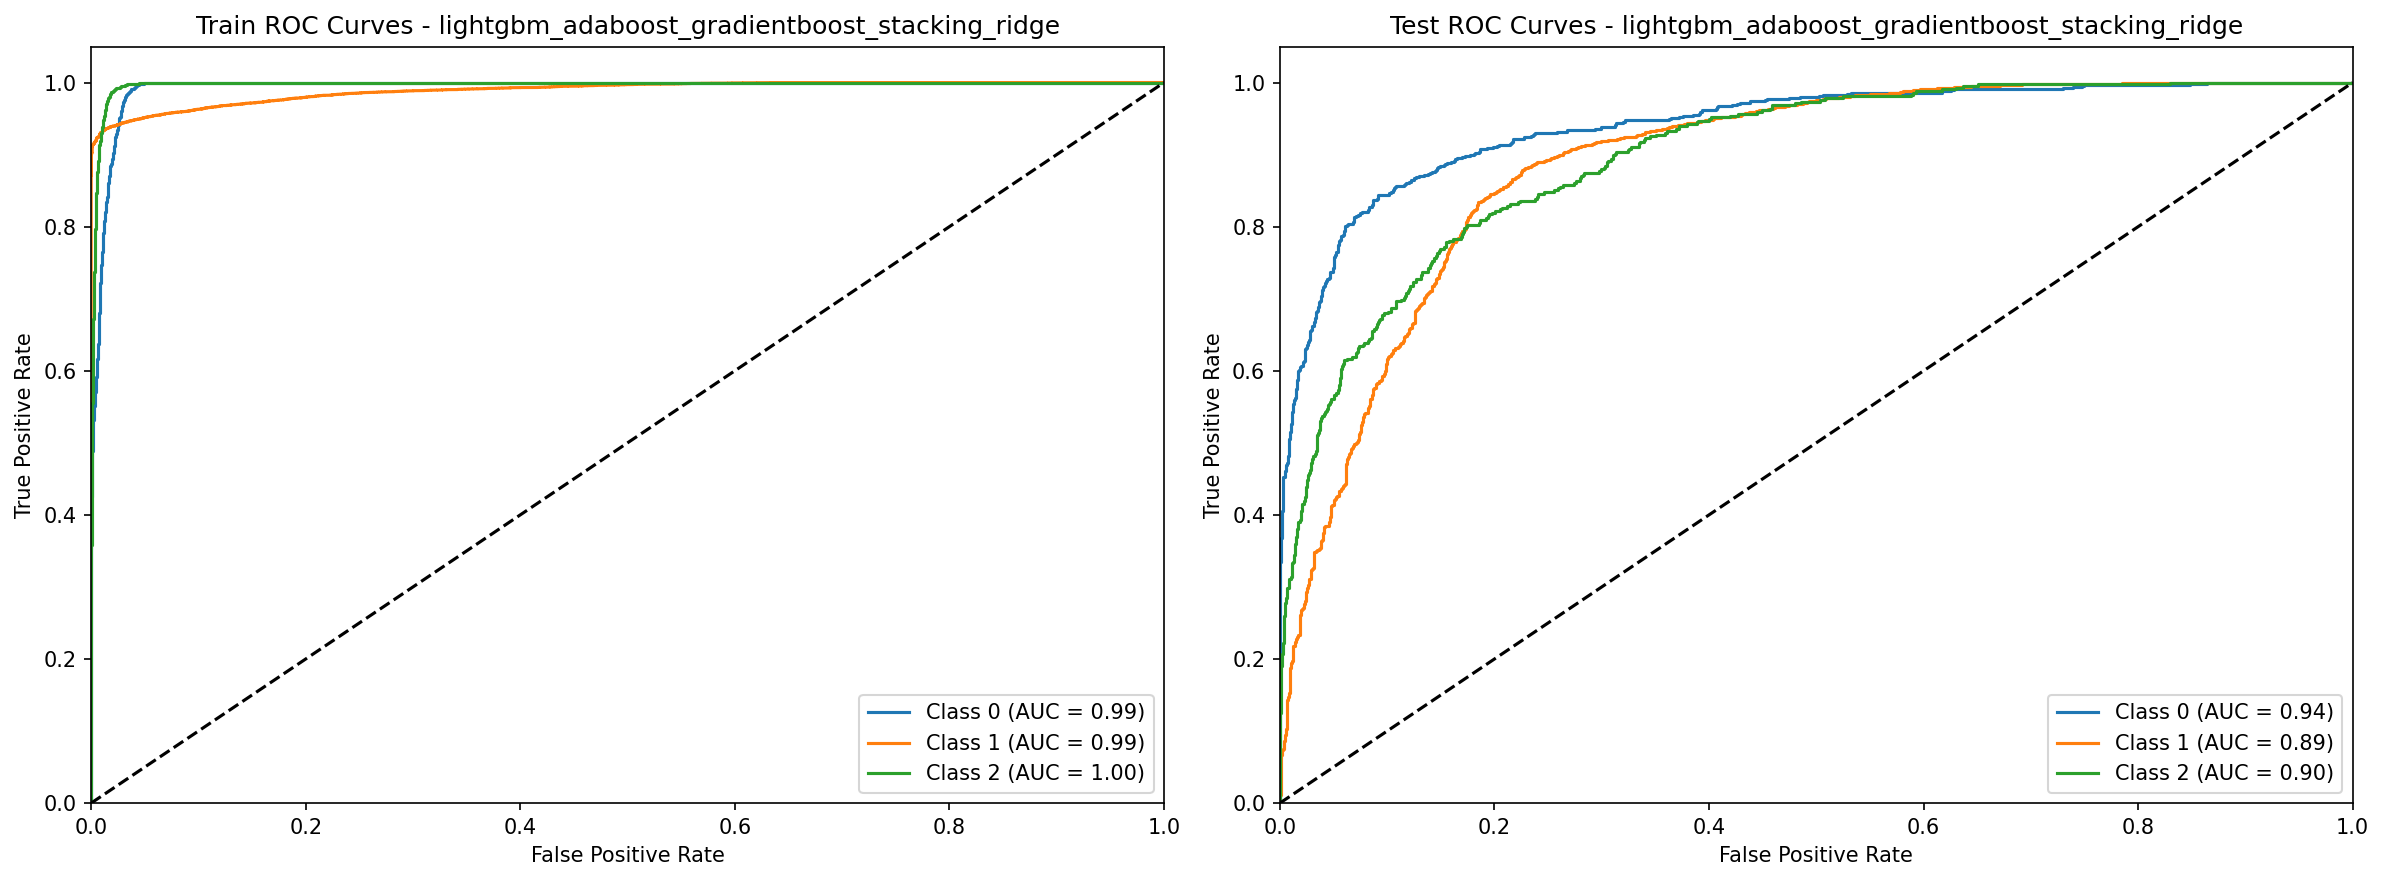 Train ROC Curves - lightgbm_adaboost_gradientboost_stacking_ridge
1.0
0.8
0.6
0.4
0.2
0.0
True Positive Rate
0.0 0.2 0.4 0.6 0.8 1.0
False Positive Rate
Class 0 (AUC = 0.99)
Class 1 (AUC = 0.99)
Class 2 (AUC = 1.00)
Test ROC Curves - lightgbm_adaboost_gradientboost_stacking_ridge
1.0
0.8
0.6
0.4
0.2
0.0
True Positive Rate
0.0 0.2 0.4 0.6 0.8 1.0
False Positive Rate
Class 0 (AUC = 0.94)
Class 1 (AUC = 0.89)
Class 2 (AUC = 0.90)